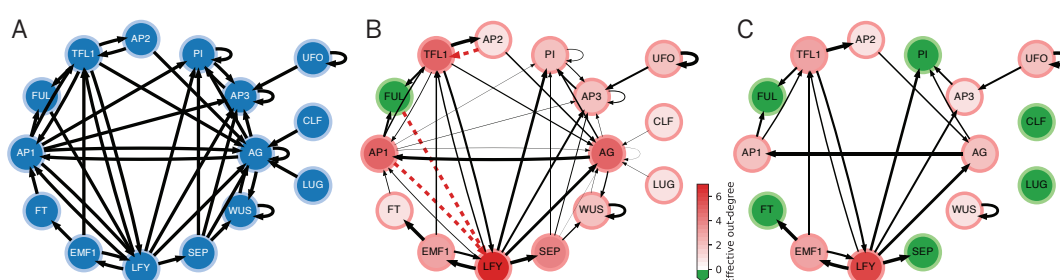 A
AP2
TFL1
PI
UFO
FUL
AP3
CLF
AP1
AG
LUG
FT
WUS
EMF1
SEP
LFY
B
AP2
TFL1
PI
UFO
FUL
AP3
CLF
AP1
AG
LUG
FT
WUS
EMF1
SEP
LFY
6
4
2
0
Effective out-degree
C
AP2
TFL1
PI
UFO
FUL
AP3
CLF
AP1
AG
LUG
FT
WUS
EMF1
SEP
LFY